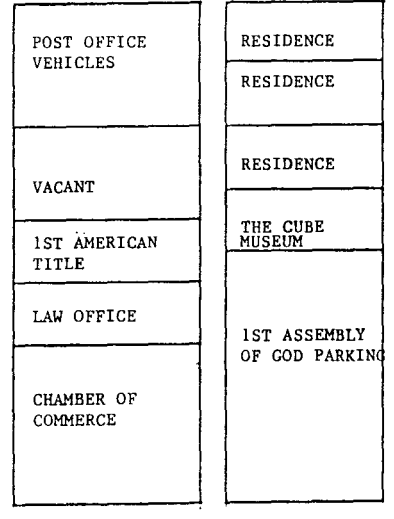 POST OFFICE
VEHICLES
VACANT
1ST AMERICAN
TITLE
LAW OFFICE
CHAMBER OF
COMMERCE
RESIDENCE
RESIDENCE
RESIDENCE
THE CUBE
MUSEUM
1ST ASSEMBLY
OF GOD PARKING